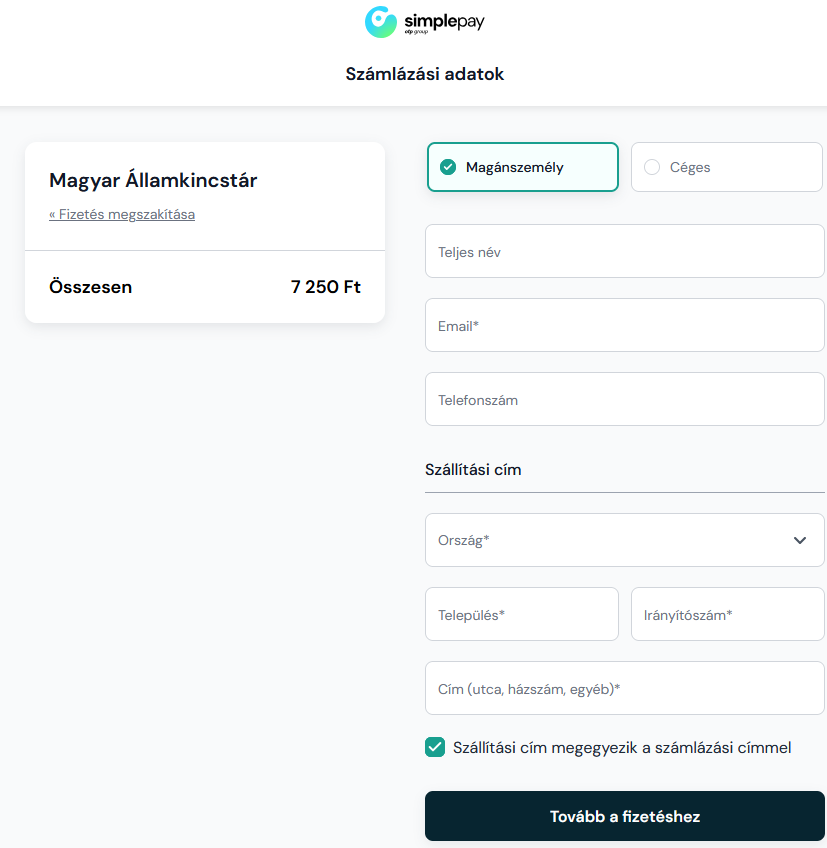 simplepay
otp group
Számlázási adatok
Magyar Államkincstár
« Fizetés megszakítása
Összesen 7 250 Ft
Magánszemély
Céges
Teljes név
Email*
Telefonszám
Szállítási cím
Ország*
Település*
Irányítószám*
Cím (utca, házszám, egyéb)*
Szállítási cím megegyezik a számlázási címmel
Tovább a fizetéshez